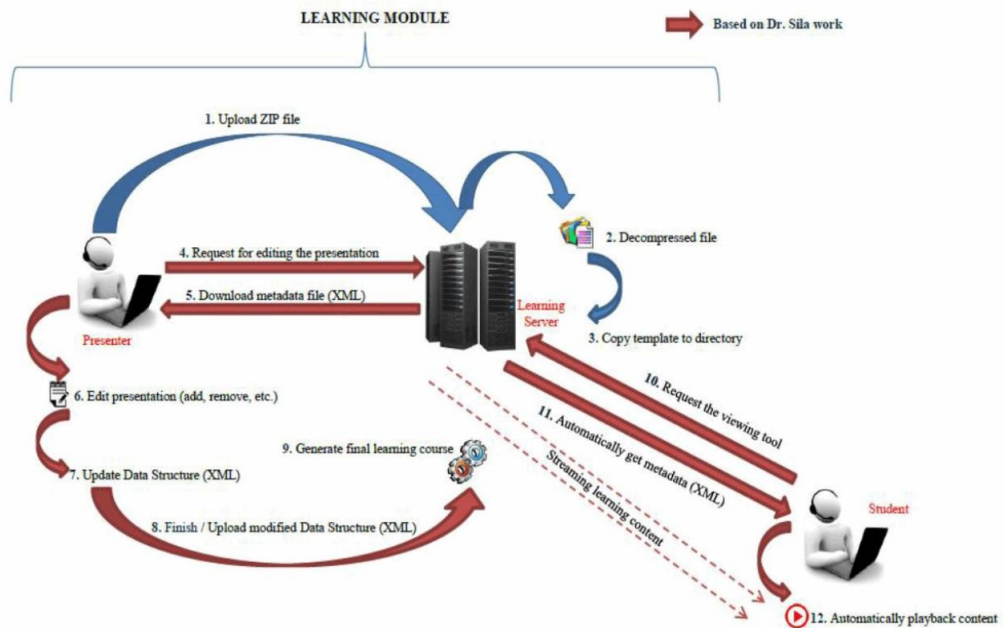 LEARNING MODULE
Based on Dr. Sila work
1. Upload ZIP file
2. Decompressed file
4. Request for editing the presentation
5. Download metadata file (XML)
Learning
Server
3. Copy template to directory
Presenter
10. Request the viewing tool
6. Edit presentation (add, remove, etc.)
11. Automatically get metadata (XML)
9. Generate final learning course
Streaming learning content
7. Update Data Structure (XML)
8. Finish / Upload modified Data Structure (XML)
Student
12. Automatically playback content